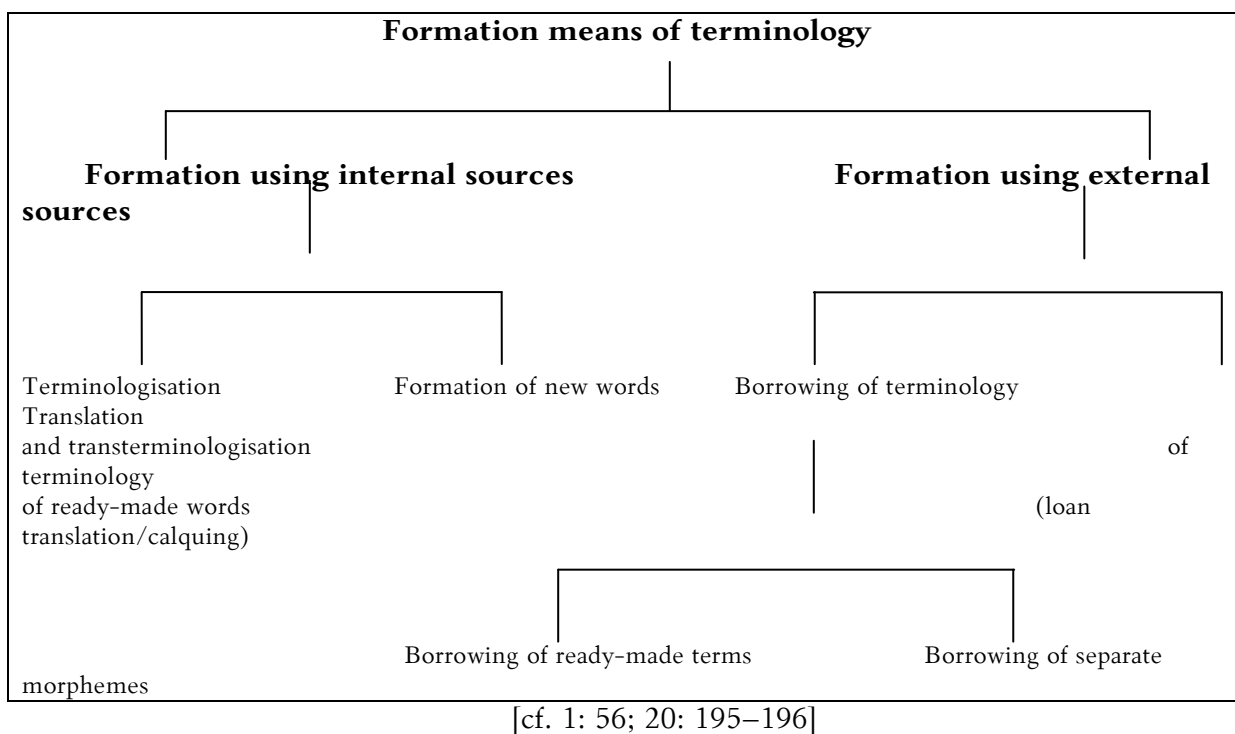 Formation means of terminology
Formation using internal sources Formation using external
sources
Terminologisation Formation of new words Borrowing of terminology
Translation
and transterminologisation of
terminology
of ready-made words (loan
translation/calquing)
Borrowing of ready-made terms Borrowing of separate
morphemes
[cf. 1: 56; 20: 195–196]